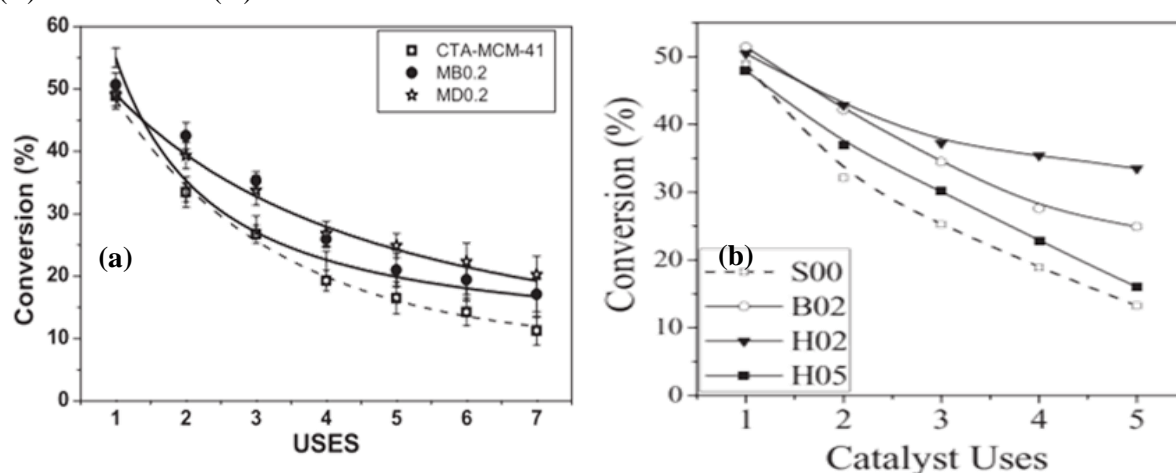 60
50
40
30
20
10
0
Conversion (%)
(a)
CTA-MCM-41
MB0.2
MD0.2
1 2 3 4 5 6 7
USES
50
40
30
20
10
0
Conversion (%)
(b)
S00
B02
H02
H05
1 2 3 4 5
Catalyst Uses